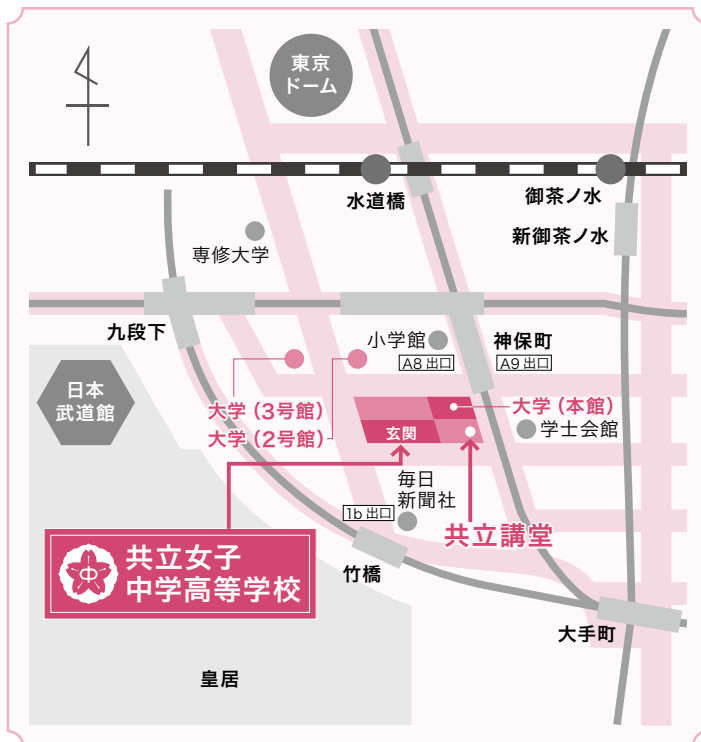 東京
ドーム
水道橋
御茶ノ水
新御茶ノ水
専修大学
九段下
小学館
神保町
A8 出口
A9 出口
日本
武道館
大学（3号館）
大学（2号館）
大学（本館）
玄関
学士会館
毎日
新聞社
1b 出口
共立講堂
中
共立女子
中学高等学校
竹橋
大手町
皇居